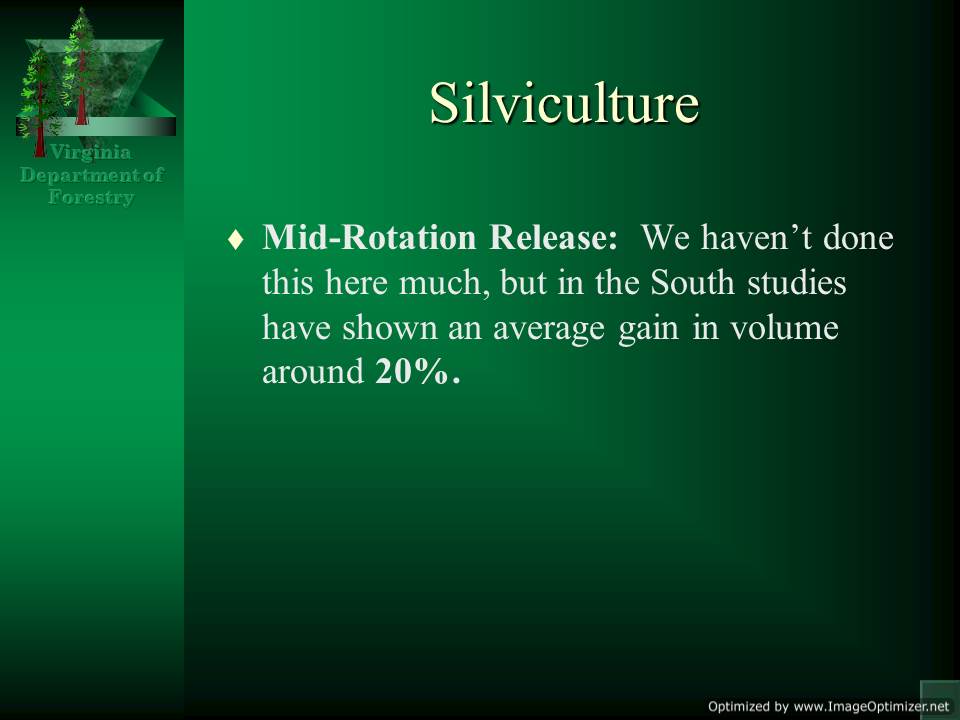 Virginia
Department of
Forestry
Silviculture
♦ Mid-Rotation Release: We haven’t done
this here much, but in the South studies
have shown an average gain in volume
around 20%.
Optimized by www.ImageOptimizer.net